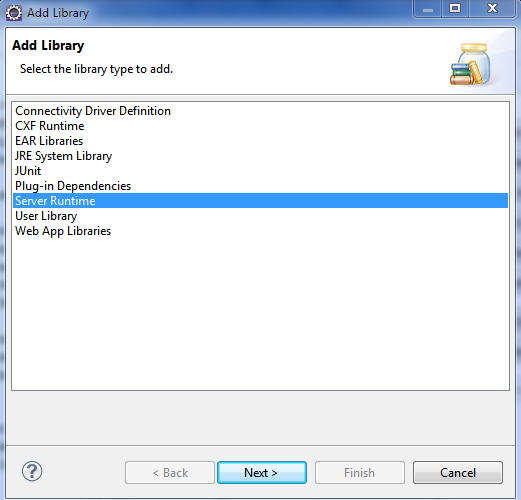 Add Library
Add Library
Select the library type to add.
Connectivity Driver Definition
CXF Runtime
EAR Libraries
JRE System Library
JUnit
Plug-in Dependencies
Server Runtime
User Library
Web App Libraries
?
< Back Next > Finish Cancel